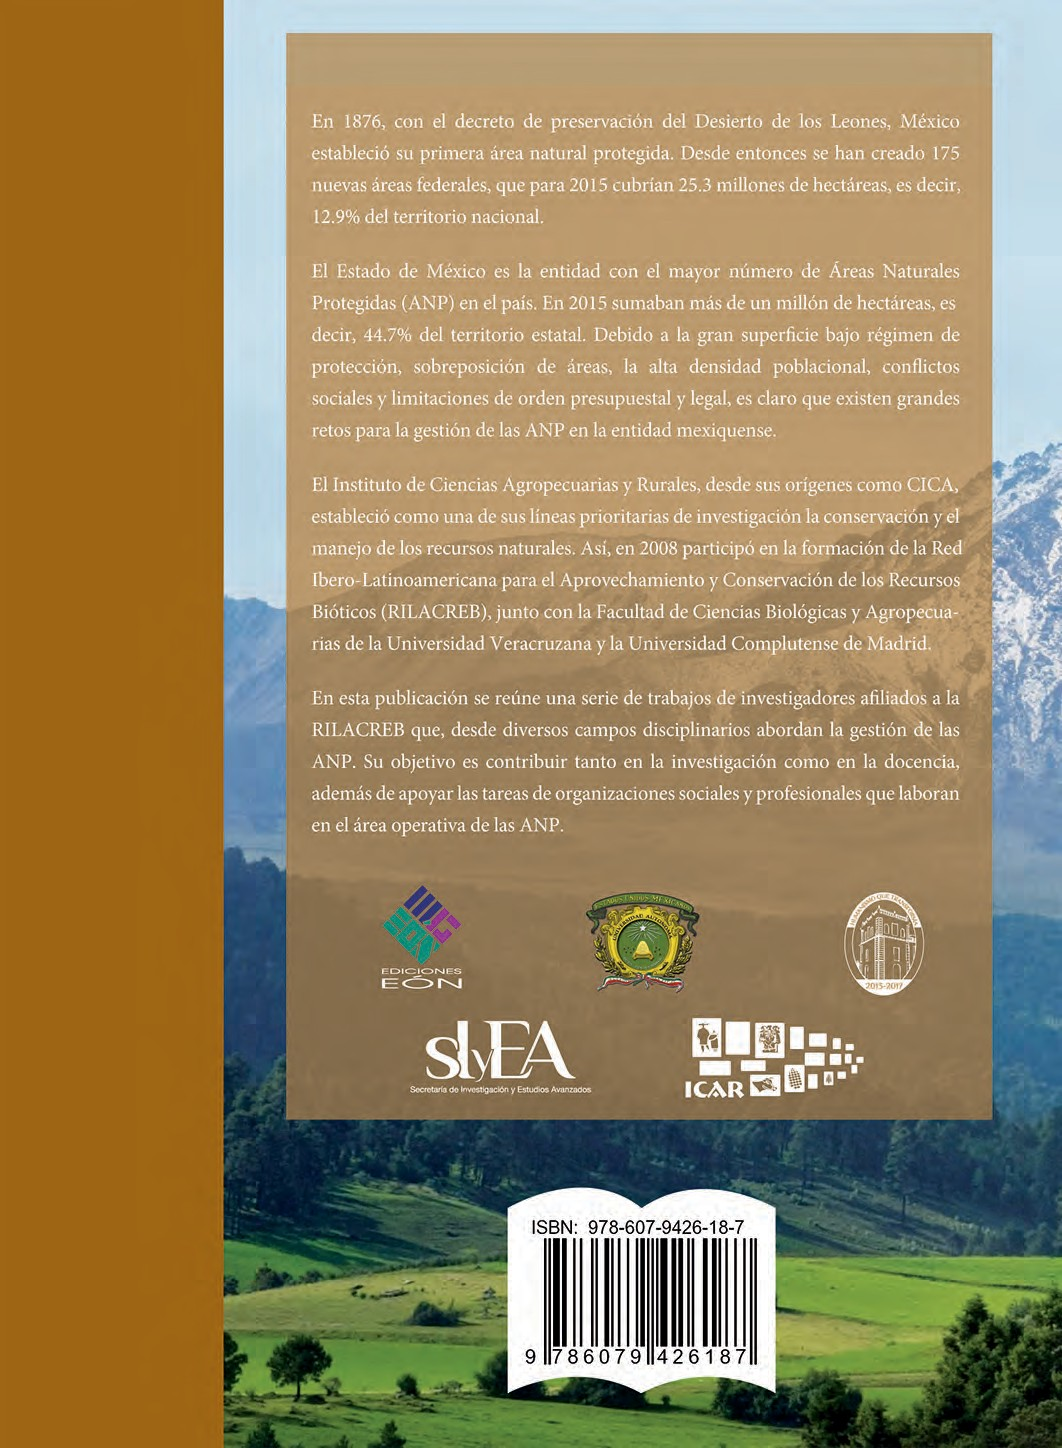 En 1876, con el decreto de preservación del Desierto de los Leones, México
estableció su primera área natural protegida. Desde entonces se han creado 175
nuevas áreas federales, que para 2015 cubrían 25.3 millones de hectáreas, es decir,
12.9% del territorio nacional.
El Estado de México es la entidad con el mayor número de Áreas Naturales
Protegidas (ANP) en el país. En 2015 sumaban más de un millón de hectáreas, es
decir, 44.7% del territorio estatal. Debido a la gran superficie bajo régimen de
protección, sobreposición de áreas, la alta densidad poblacional, conflictos
sociales y limitaciones de orden presupuestal y legal, es claro que existen grandes
retos para la gestión de las ANP en la entidad mexiquense.
El Instituto de Ciencias Agropecuarias y Rurales, desde sus orígenes como CICA,
estableció como una de sus líneas prioritarias de investigación la conservación y el
manejo de los recursos naturales. Así, en 2008 participó en la formación de la Red
Ibero-Latinoamericana para el Aprovechamiento y Conservación de los Recursos
Bióticos (RILACREB), junto con la Facultad de Ciencias Biológicas y Agropecua-
rias de la Universidad Veracruzana y la Universidad Complutense de Madrid.
En esta publicación se reúne una serie de trabajos de investigadores afiliados a la
RILACREB que, desde diversos campos disciplinarios abordan la gestión de las
ANP. Su objetivo es contribuir tanto en la investigación como en la docencia,
además de apoyar las tareas de organizaciones sociales y profesionales que laboran
en el área operativa de las ANP.
EDICIONES
EÓN
ESTADOS UNIDOS MEXICANOS
UNIVERSIDAD AUTÓNOMA
HUMANISMO QUE TRANSFORMA
2013-2017
SIyEA
Secretaría de Investigación y Estudios Avanzados
ICAR
ISBN: 978-607-9426-18-7
9 786079 426187